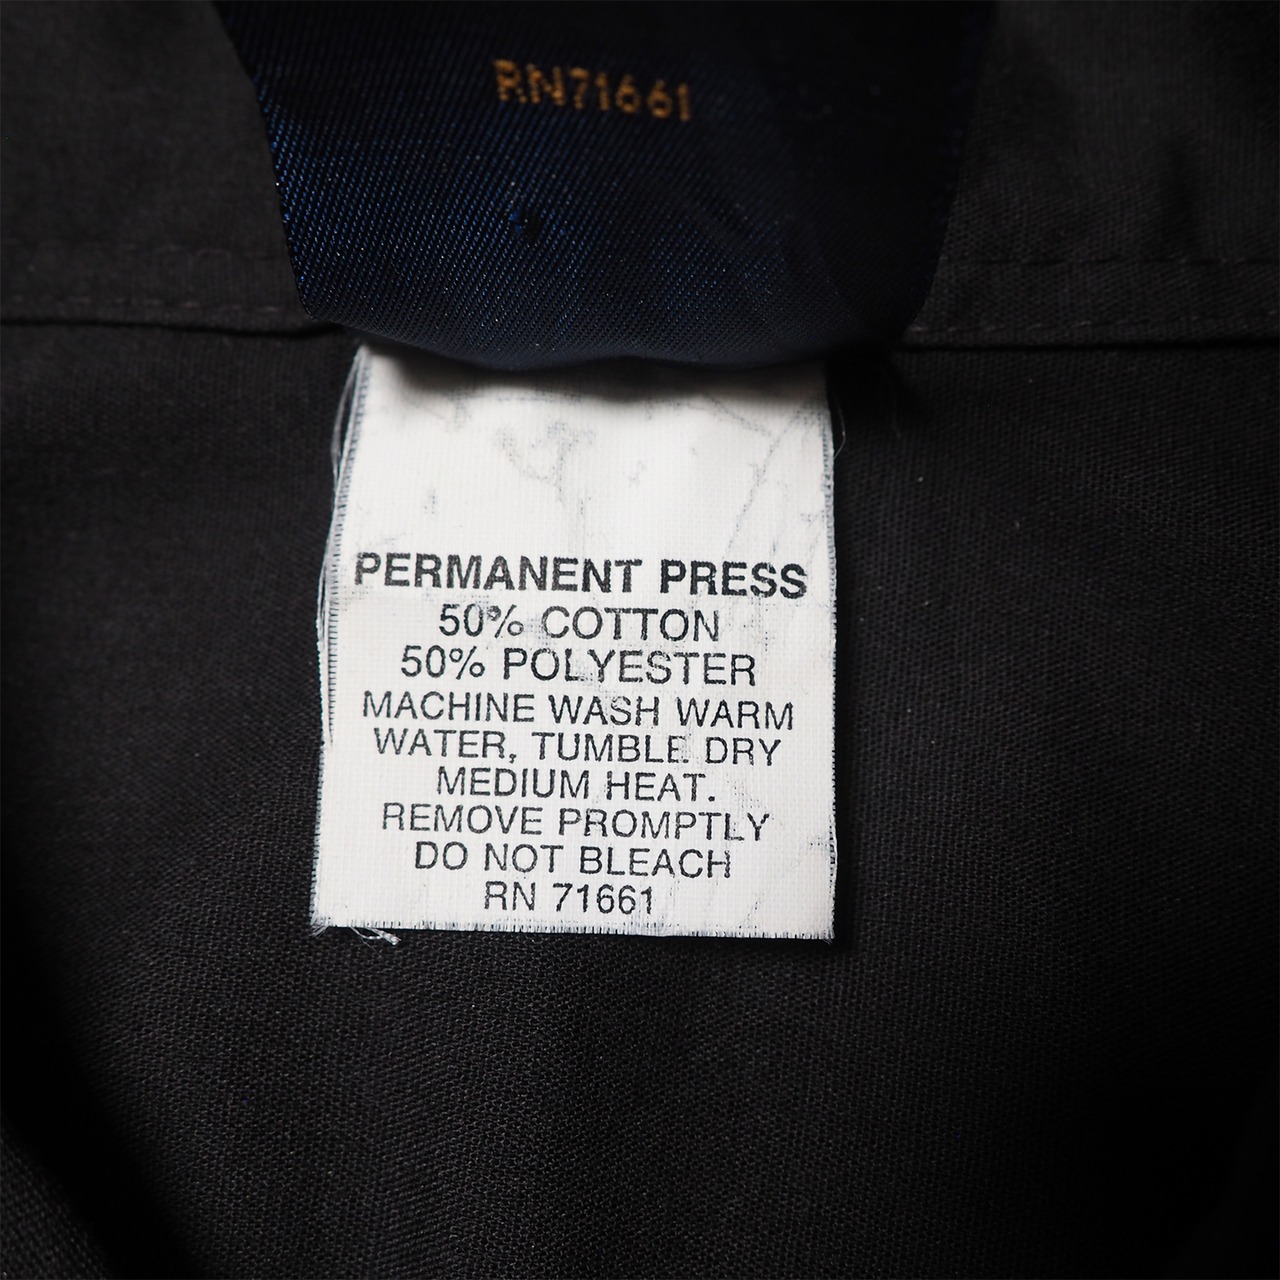 RN71661
PERMANENT PRESS
50% COTTON
50% POLYESTER
MACHINE WASH WARM
WATER, TUMBLE DRY
MEDIUM HEAT.
REMOVE PROMPTLY
DO NOT BLEACH
RN 71661